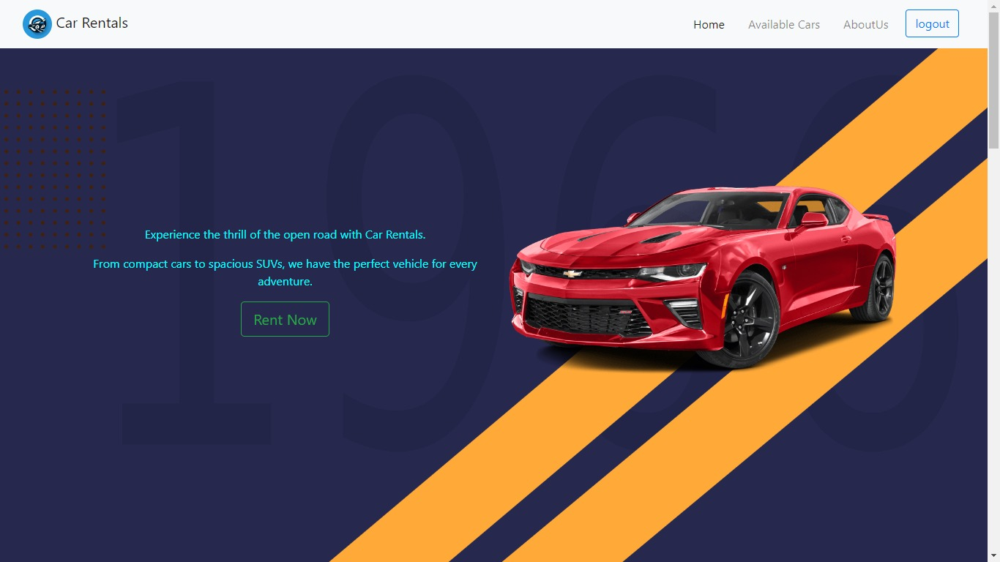 Car Rentals
Home
Available Cars
AboutUs
logout
1966
Experience the thrill of the open road with Car Rentals.
From compact cars to spacious SUVs, we have the perfect vehicle for every
adventure.
Rent Now